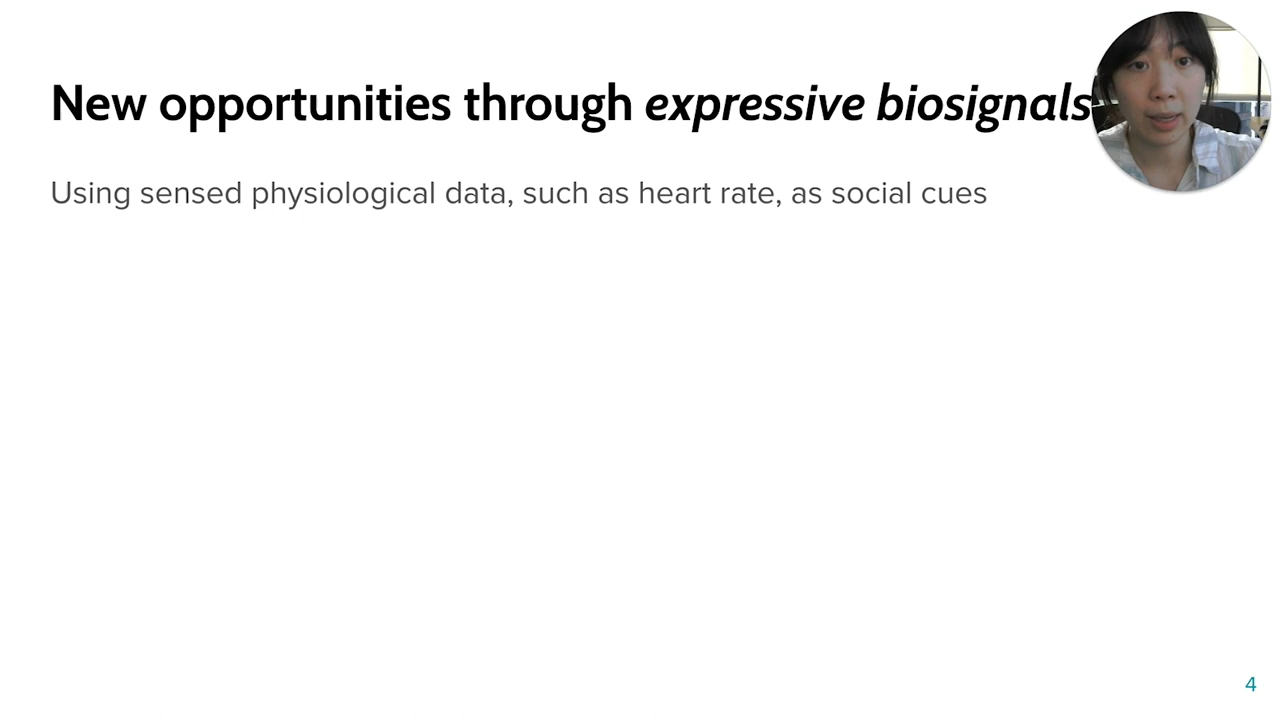 New opportunities through expressive biosignals
Using sensed physiological data, such as heart rate, as social cues
4